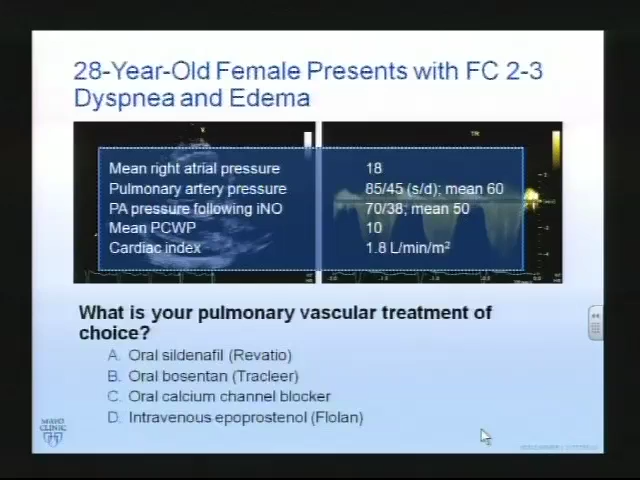 28-Year-Old Female Presents with FC 2-3
Dyspnea and Edema
Mean right atrial pressure 18
Pulmonary artery pressure 85/45 (s/d); mean 60
PA pressure following iNO 70/38; mean 50
Mean PCWP 10
Cardiac index 1.8 L/min/m²
What is your pulmonary vascular treatment of
choice?
A. Oral sildenafil (Revatio)
B. Oral bosentan (Tracleer)
C. Oral calcium channel blocker
D. Intravenous epoprostenol (Flolan)
MAYO
CLINIC